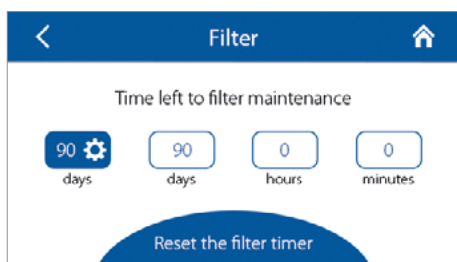 Filter
Time left to filter maintenance
90 90 0 0
days days hours minutes
Reset the filter timer